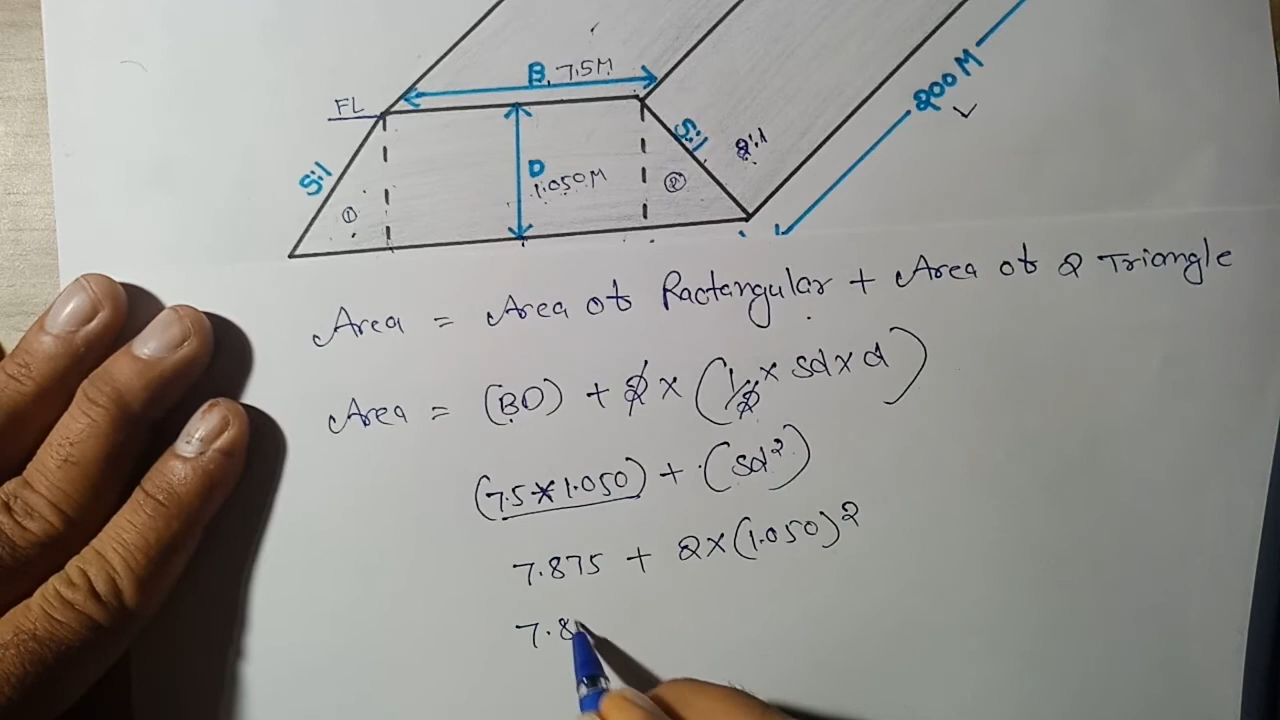 B, 7.5M
FL
200 M
S:1
S:1
2:1
D
1.050M
①
②
Area = Area of Ractangular + Area of 2 Triangle
Area = (BD) + 2 × (1/2 × Sd × d)
(7.5×1.050) + (Sd²)
7.875 + 2×(1.050)²
7.8